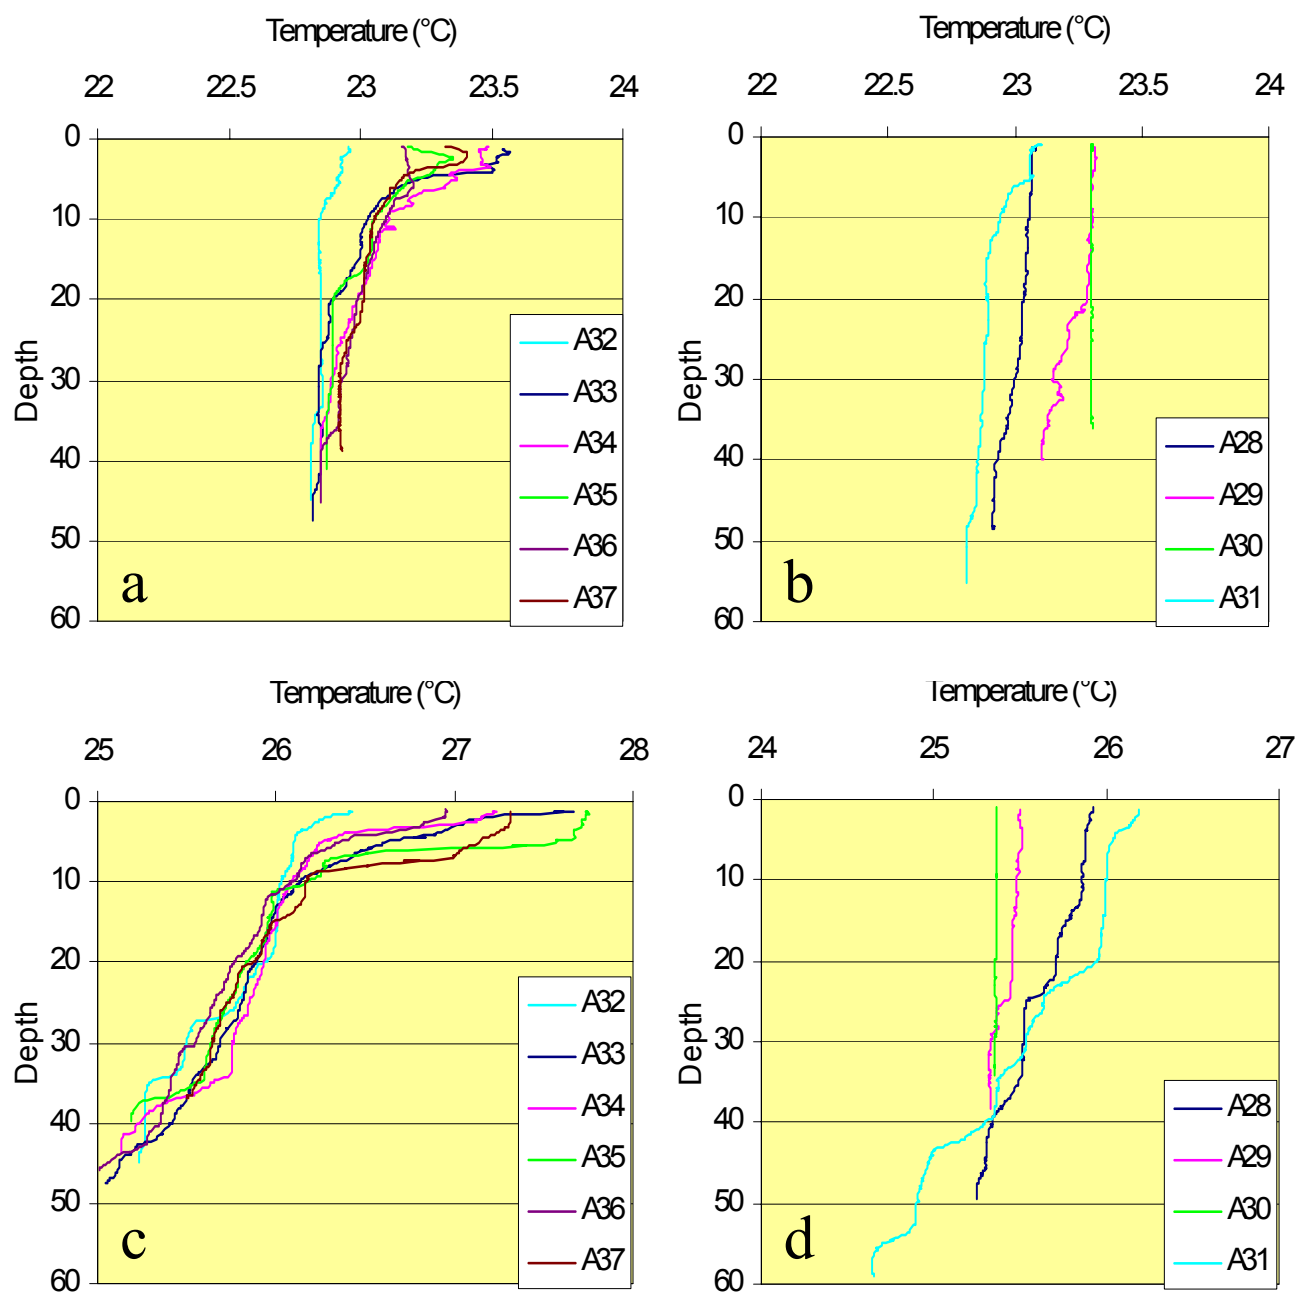 Temperature (°C)
22 22.5 23 23.5 24
0
10
20
30
40
50
60
Depth
A32
A33
A34
A35
A36
A37
a
Temperature (°C)
22 22.5 23 23.5 24
0
10
20
30
40
50
60
Depth
A28
A29
A30
A31
b
Temperature (°C)
25 26 27 28
0
10
20
30
40
50
60
Depth
A32
A33
A34
A35
A36
A37
c
Temperature (°C)
24 25 26 27
0
10
20
30
40
50
60
Depth
A28
A29
A30
A31
d